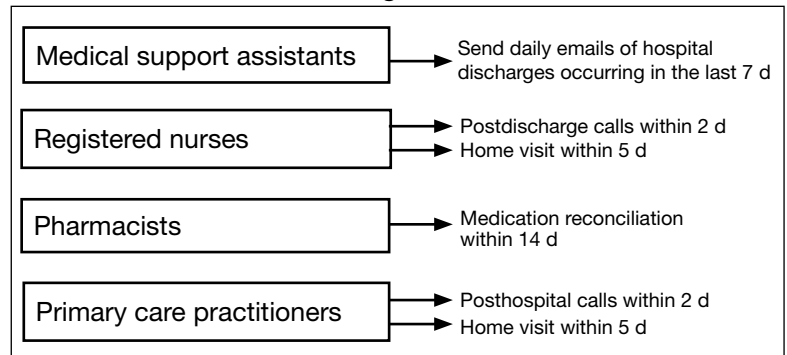 Medical support assistants
Send daily emails of hospital
discharges occurring in the last 7 d
Registered nurses
Postdischarge calls within 2 d
Home visit within 5 d
Pharmacists
Medication reconciliation
within 14 d
Primary care practitioners
Posthospital calls within 2 d
Home visit within 5 d